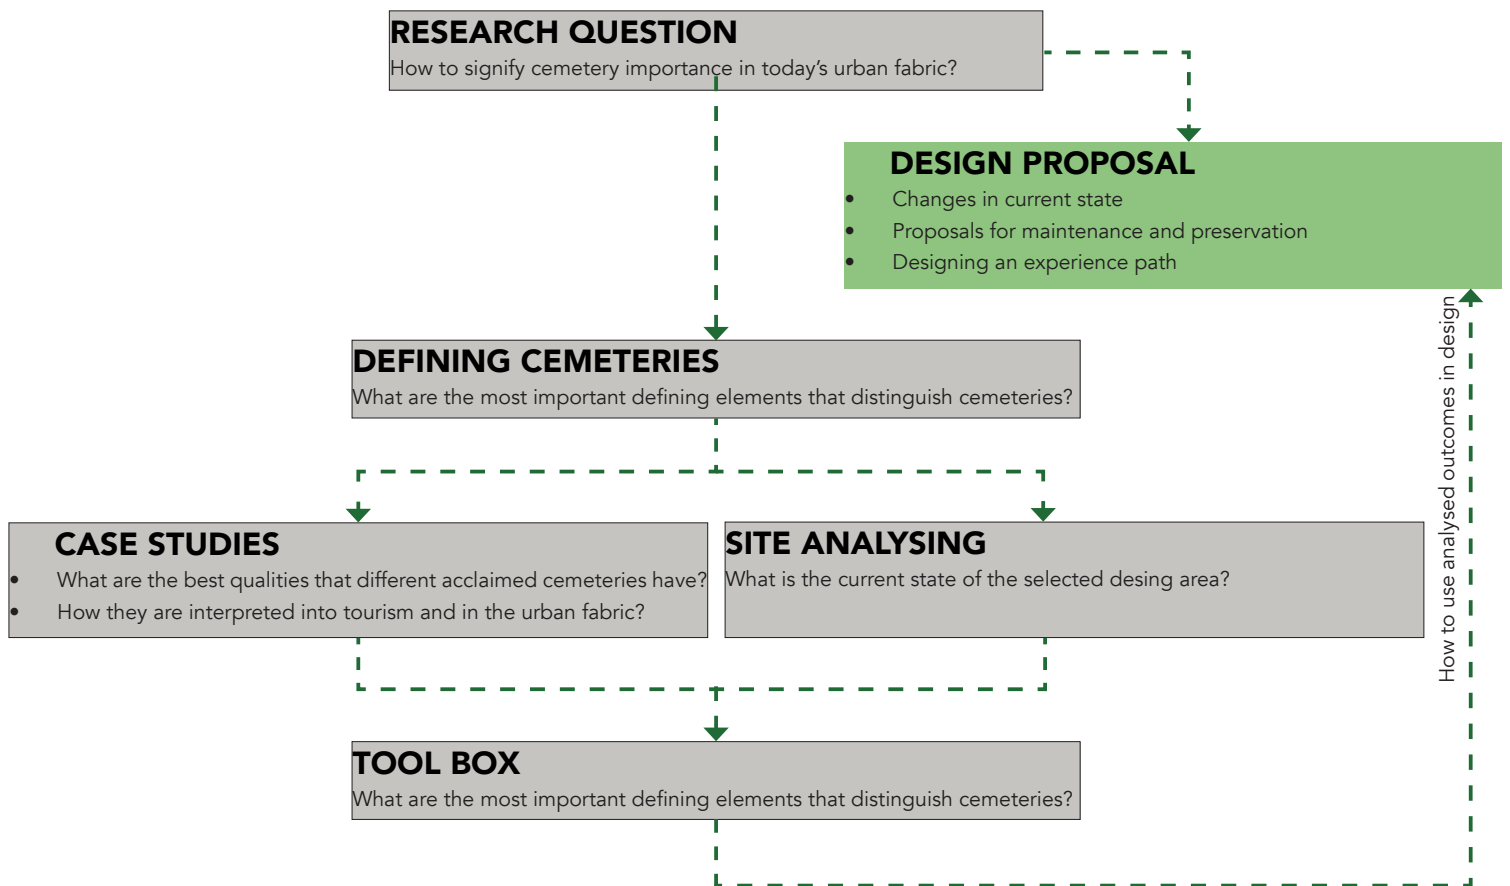 RESEARCH QUESTION
How to signify cemetery importance in today's urban fabric?
DESIGN PROPOSAL
• Changes in current state
• Proposals for maintenance and preservation
• Designing an experience path
DEFINING CEMETERIES
What are the most important defining elements that distinguish cemeteries?
CASE STUDIES
• What are the best qualities that different acclaimed cemeteries have?
• How they are interpreted into tourism and in the urban fabric?
SITE ANALYSING
What is the current state of the selected desing area?
How to use analysed outcomes in design
TOOL BOX
What are the most important defining elements that distinguish cemeteries?